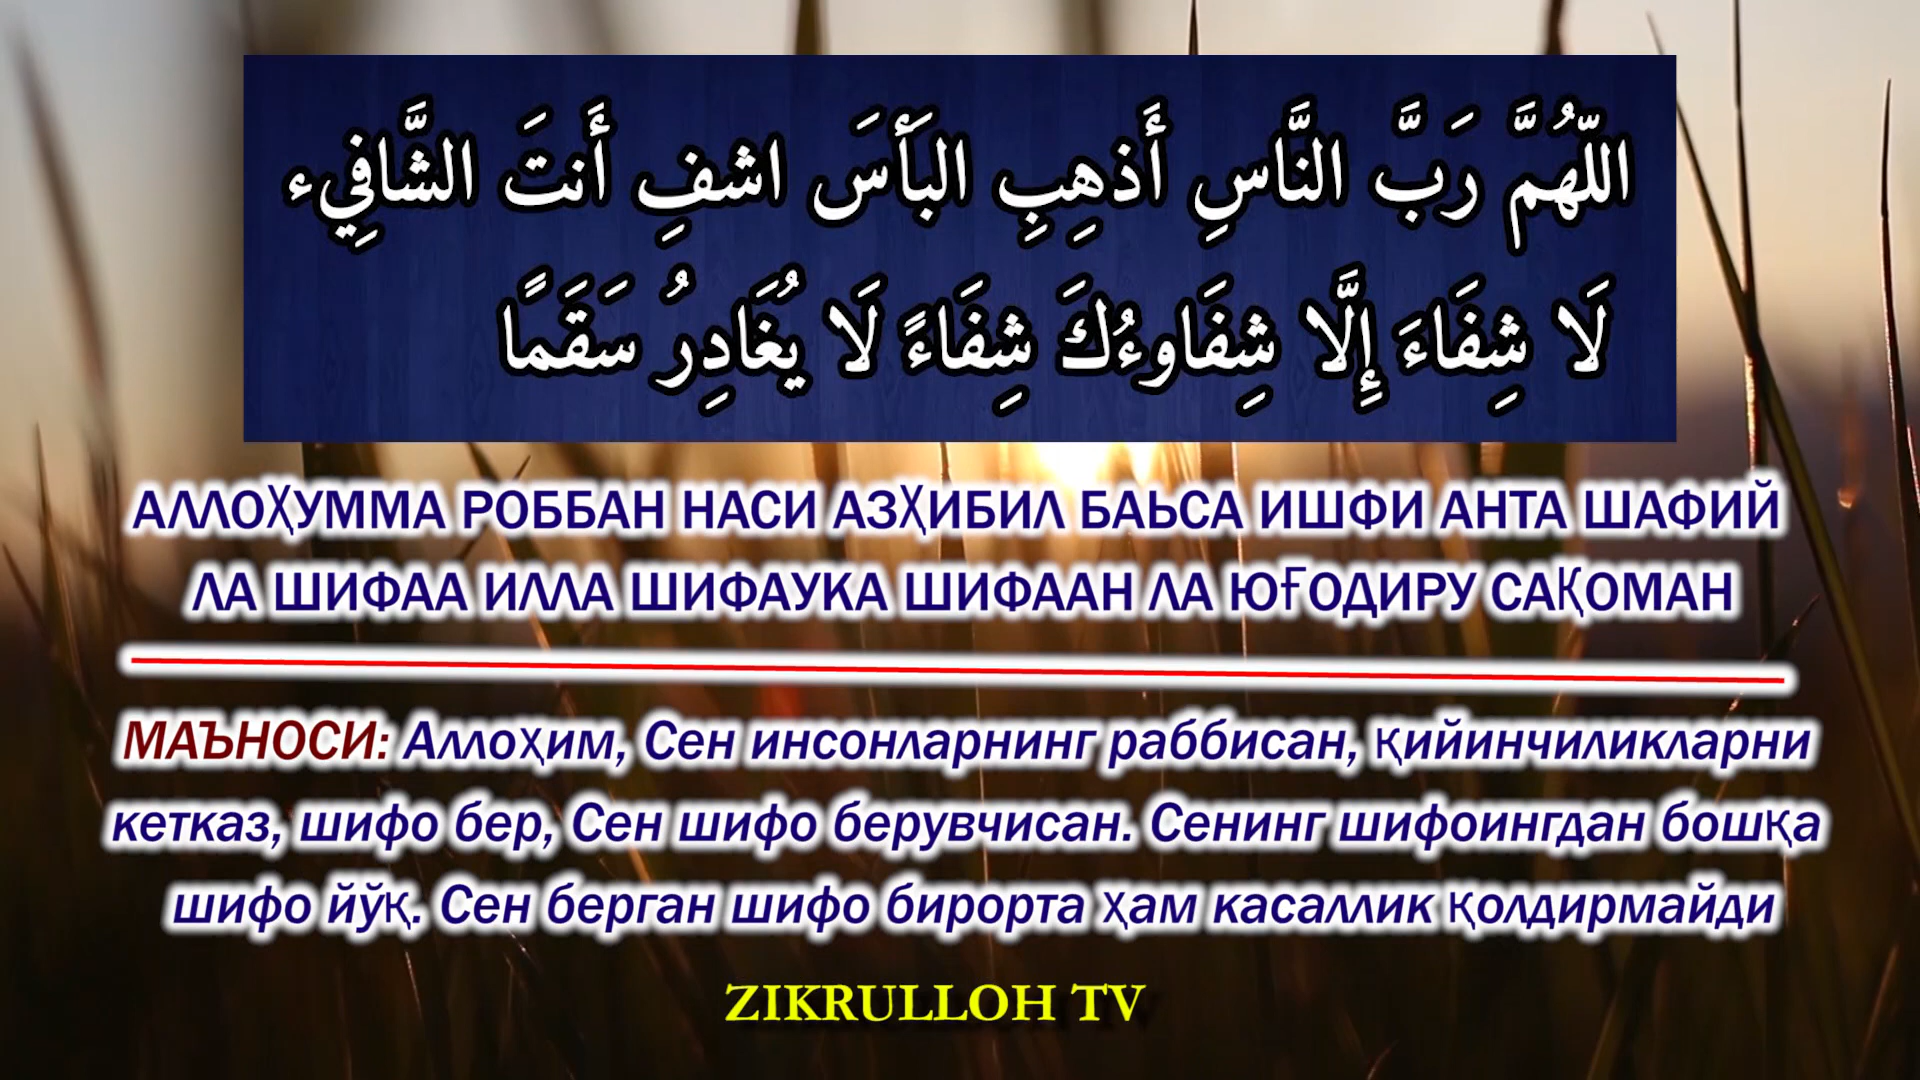 اللّهُمَّ رَبَّ النَّاسِ أَذهِبِ البَأَسَ اشفِ أَنتَ الشَّافِيء
لَا شِفَاءَ إِلَّا شِفَاوءُكَ شِفَاءً لَا يُغَادِرُ سَقَمًا
АЛЛОҲУММА РОББАН НАСИ АЗҲИБИЛ БАЬСА ИШФИ АНТА ШАФИЙ
ЛА ШИФАА ИЛЛА ШИФАУКА ШИФААН ЛА ЮҒОДИРУ САҚОМАН
МАЪНОСИ: Аллоҳим, Сен инсонларнинг раббисан, қийинчиликларни
кетказ, шифо бер, Сен шифо берувчисан. Сенинг шифоингдан бошқа
шифо йўқ. Сен берган шифо бирорта ҳам касаллик қолдирмайди
ZIKRULLOH TV